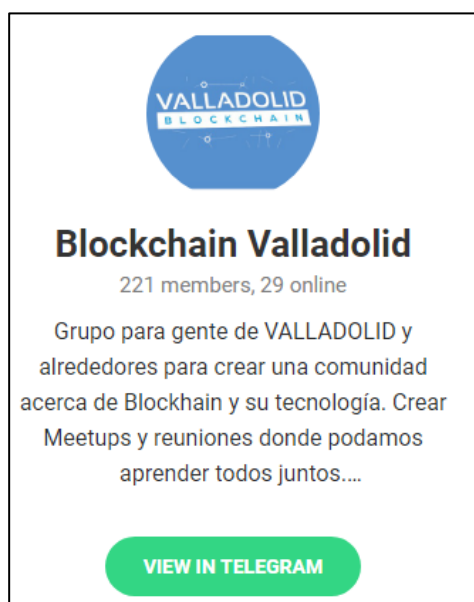 VALLADOLID
BLOCKCHAIN
Blockchain Valladolid
221 members, 29 online
Grupo para gente de VALLADOLID y
alrededores para crear una comunidad
acerca de Blockhain y su tecnología. Crear
Meetups y reuniones donde podamos
aprender todos juntos....
VIEW IN TELEGRAM